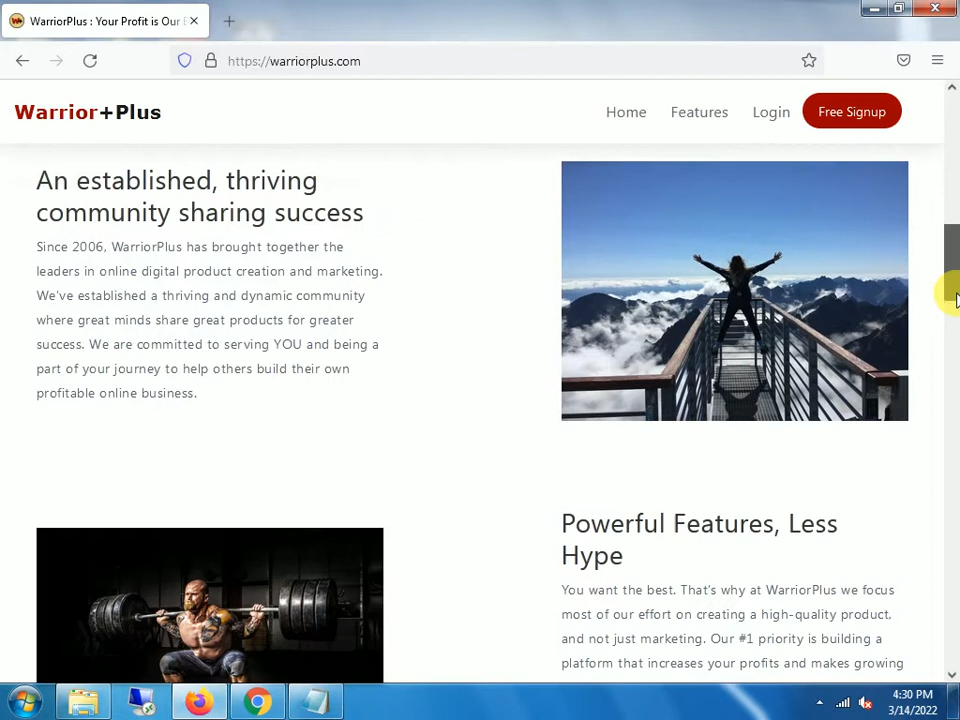 WarriorPlus : Your Profit is Our
https://warriorplus.com
Warrior+Plus
Home
Features
Login
Free Signup
An established, thriving
community sharing success
Since 2006, WarriorPlus has brought together the
leaders in online digital product creation and marketing.
We've established a thriving and dynamic community
where great minds share great products for greater
success. We are committed to serving YOU and being a
part of your journey to help others build their own
profitable online business.
Powerful Features, Less
Hype
You want the best. That's why at WarriorPlus we focus
most of our effort on creating a high-quality product,
and not just marketing. Our #1 priority is building a
platform that increases your profits and makes growing
4:30 PM
3/14/2022